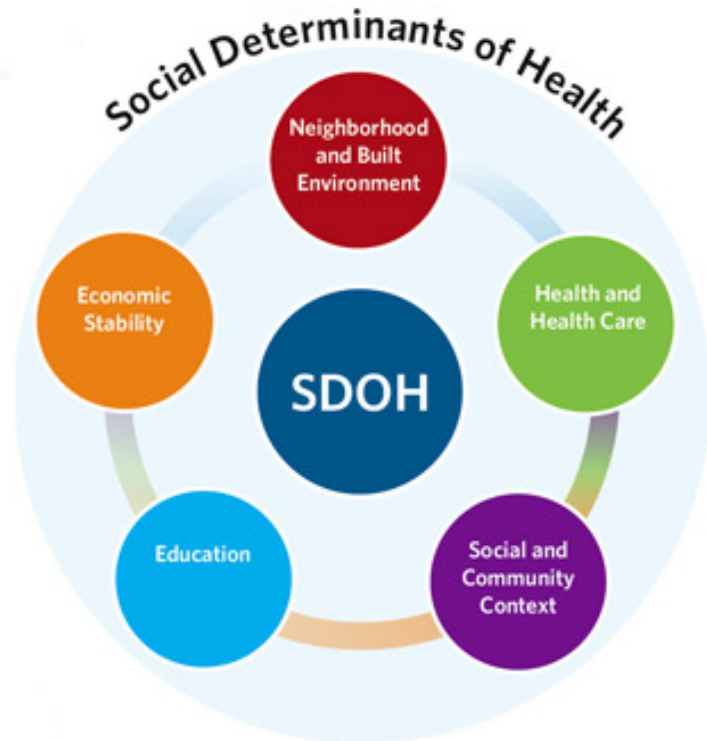 Social Determinants of Health
Neighborhood
and Built
Environment
Economic
Stability
Health and
Health Care
SDOH
Education
Social and
Community
Context